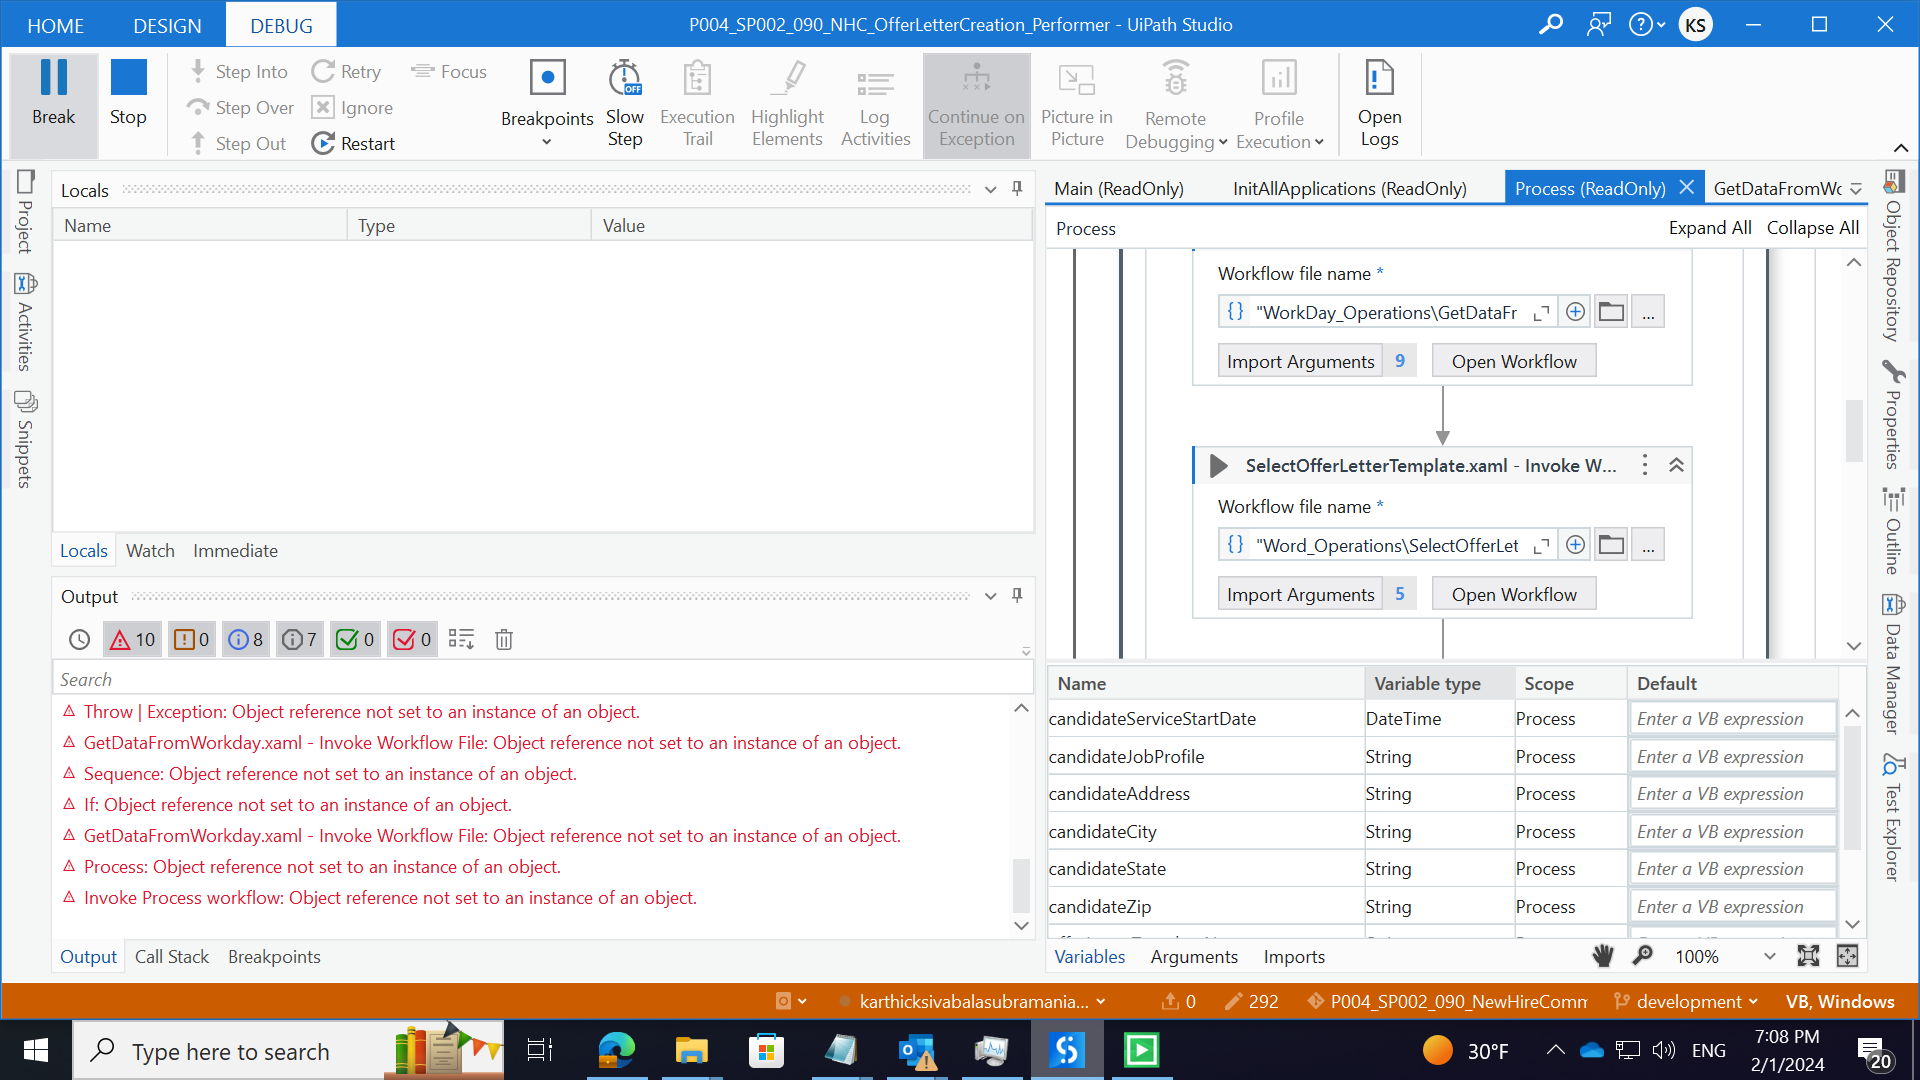 HOME DESIGN DEBUG P004_SP002_090_NHC_OfferLetterCreation_Performer - UiPath Studio KS
Break
Stop
Step Into
Step Over
Step Out
Retry
Ignore
Restart
Focus
Breakpoints
Slow
Step
OFF
Execution
Trail
Highlight
Elements
Log
Activities
Continue on
Exception
Picture in
Picture
Remote
Debugging
Profile
Execution
Open
Logs
Project
Activities
Snippets
Locals
Name Type Value
Locals Watch Immediate
Output
10 0 8 7 0 0
Search
Throw | Exception: Object reference not set to an instance of an object.
GetDataFromWorkday.xaml - Invoke Workflow File: Object reference not set to an instance of an object.
Sequence: Object reference not set to an instance of an object.
If: Object reference not set to an instance of an object.
GetDataFromWorkday.xaml - Invoke Workflow File: Object reference not set to an instance of an object.
Process: Object reference not set to an instance of an object.
Invoke Process workflow: Object reference not set to an instance of an object.
Output Call Stack Breakpoints
Main (ReadOnly) InitAllApplications (ReadOnly) Process (ReadOnly) GetDataFromWo
Process Expand All Collapse All
Workflow file name *
{} "WorkDay_Operations\GetDataFr ...
Import Arguments 9 Open Workflow
SelectOfferLetterTemplate.xaml - Invoke W...
Workflow file name *
{} "Word_Operations\SelectOfferLet ...
Import Arguments 5 Open Workflow
Name Variable type Scope Default
candidateServiceStartDate DateTime Process Enter a VB expression
candidateJobProfile String Process Enter a VB expression
candidateAddress String Process Enter a VB expression
candidateCity String Process Enter a VB expression
candidateState String Process Enter a VB expression
candidateZip String Process Enter a VB expression
Variables Arguments Imports 100%
Object Repository
Properties
Outline
Data Manager
Test Explorer
karthicksivabalasubramania... 0 292 P004_SP002_090_NewHireComm development VB, Windows
Type here to search
30°F ENG
7:08 PM
2/1/2024
20